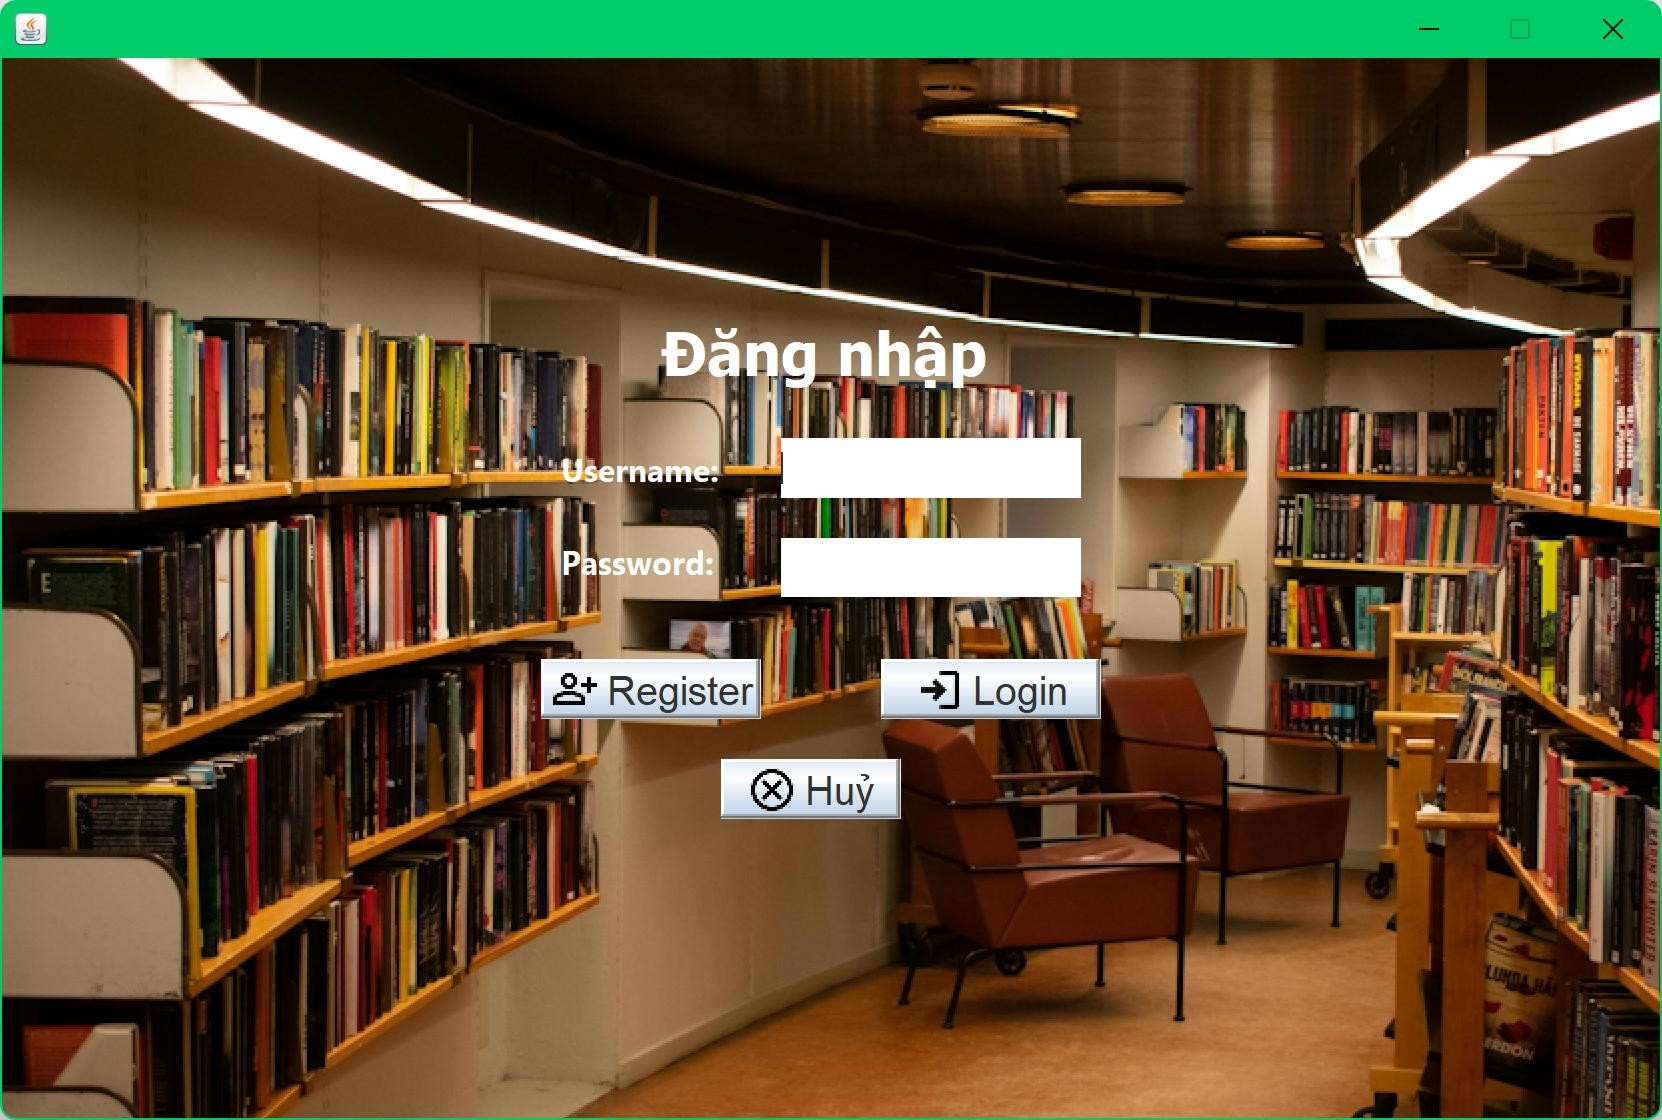 Đăng nhập
Username:
Password:
Register
Login
Huỷ